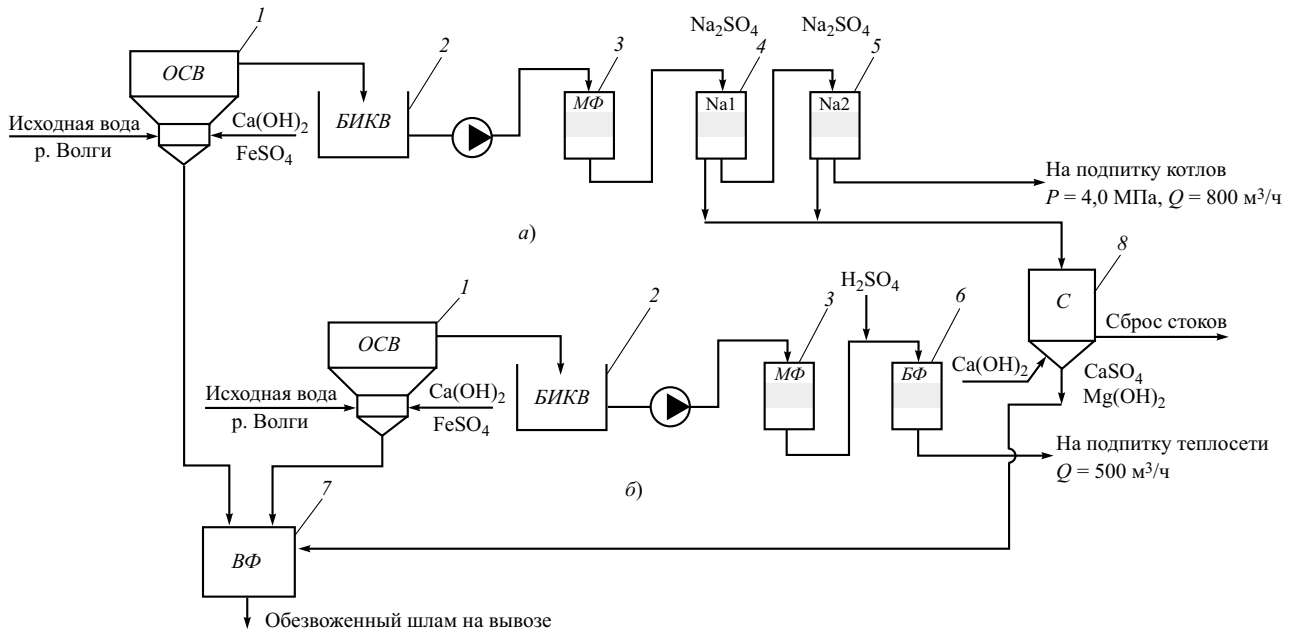 1
ОСВ
Исходная вода
р. Волги
Ca(OH)2
FeSO4
2
БИКВ
3
МФ
Na2SO4
4
Na1
Na2SO4
5
Na2
На подпитку котлов
P = 4,0 МПа, Q = 800 м³/ч
а)
8
С
Сброс стоков
Ca(OH)2
CaSO4
Mg(OH)2
1
ОСВ
Исходная вода
р. Волги
Ca(OH)2
FeSO4
2
БИКВ
H2SO4
3
МФ
6
БФ
На подпитку теплосети
Q = 500 м³/ч
б)
7
ВФ
Обезвоженный шлам на вывозе